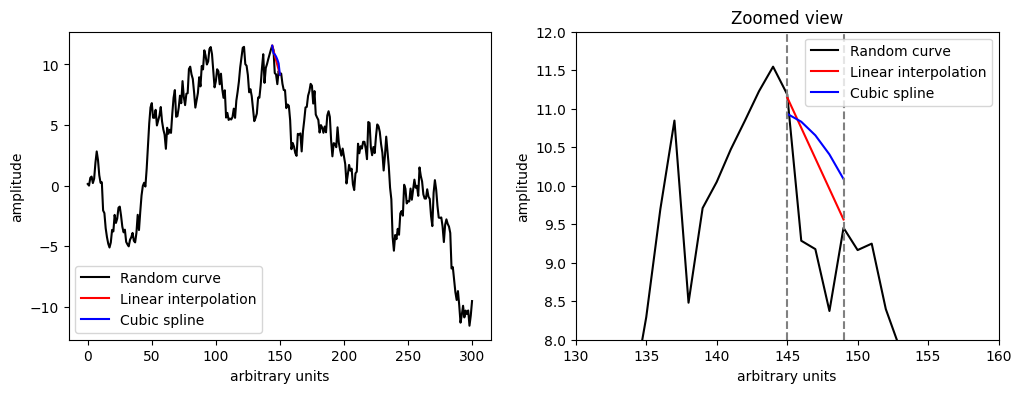 amplitude
10
5
0
−5
−10
Random curve
Linear interpolation
Cubic spline
0
50
100
150
200
250
300
arbitrary units
Zoomed view
amplitude
12.0
11.5
11.0
10.5
10.0
9.5
9.0
8.5
8.0
Random curve
Linear interpolation
Cubic spline
130
135
140
145
150
155
160
arbitrary units